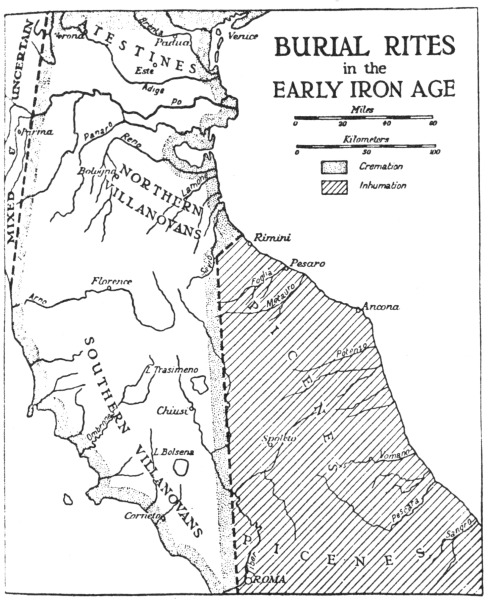 BURIAL RITES
in the
EARLY IRON AGE
Miles
0 20 40 60
Kilometers
0 50 100
Cremation
Inhumation
MIXED
UNCERTAIN
Verona
Brenta
Padua
Venice
ATESTINES
Este
Adige
Po
Parma
Panaro
Reno
Bologna
Lamone
NORTHERN
VILLANOVANS
Rimini
Pesaro
Foglia
Metauro
Ancona
Florence
Arno
PICENES
Potenza
L. Trasimeno
Chiusi
Ombrone
SOUTHERN
VILLANOVANS
Spoleto
L. Bolsena
Vomano
Pescara
Sangro
Corneto
PICENES
Tiber
ROMA